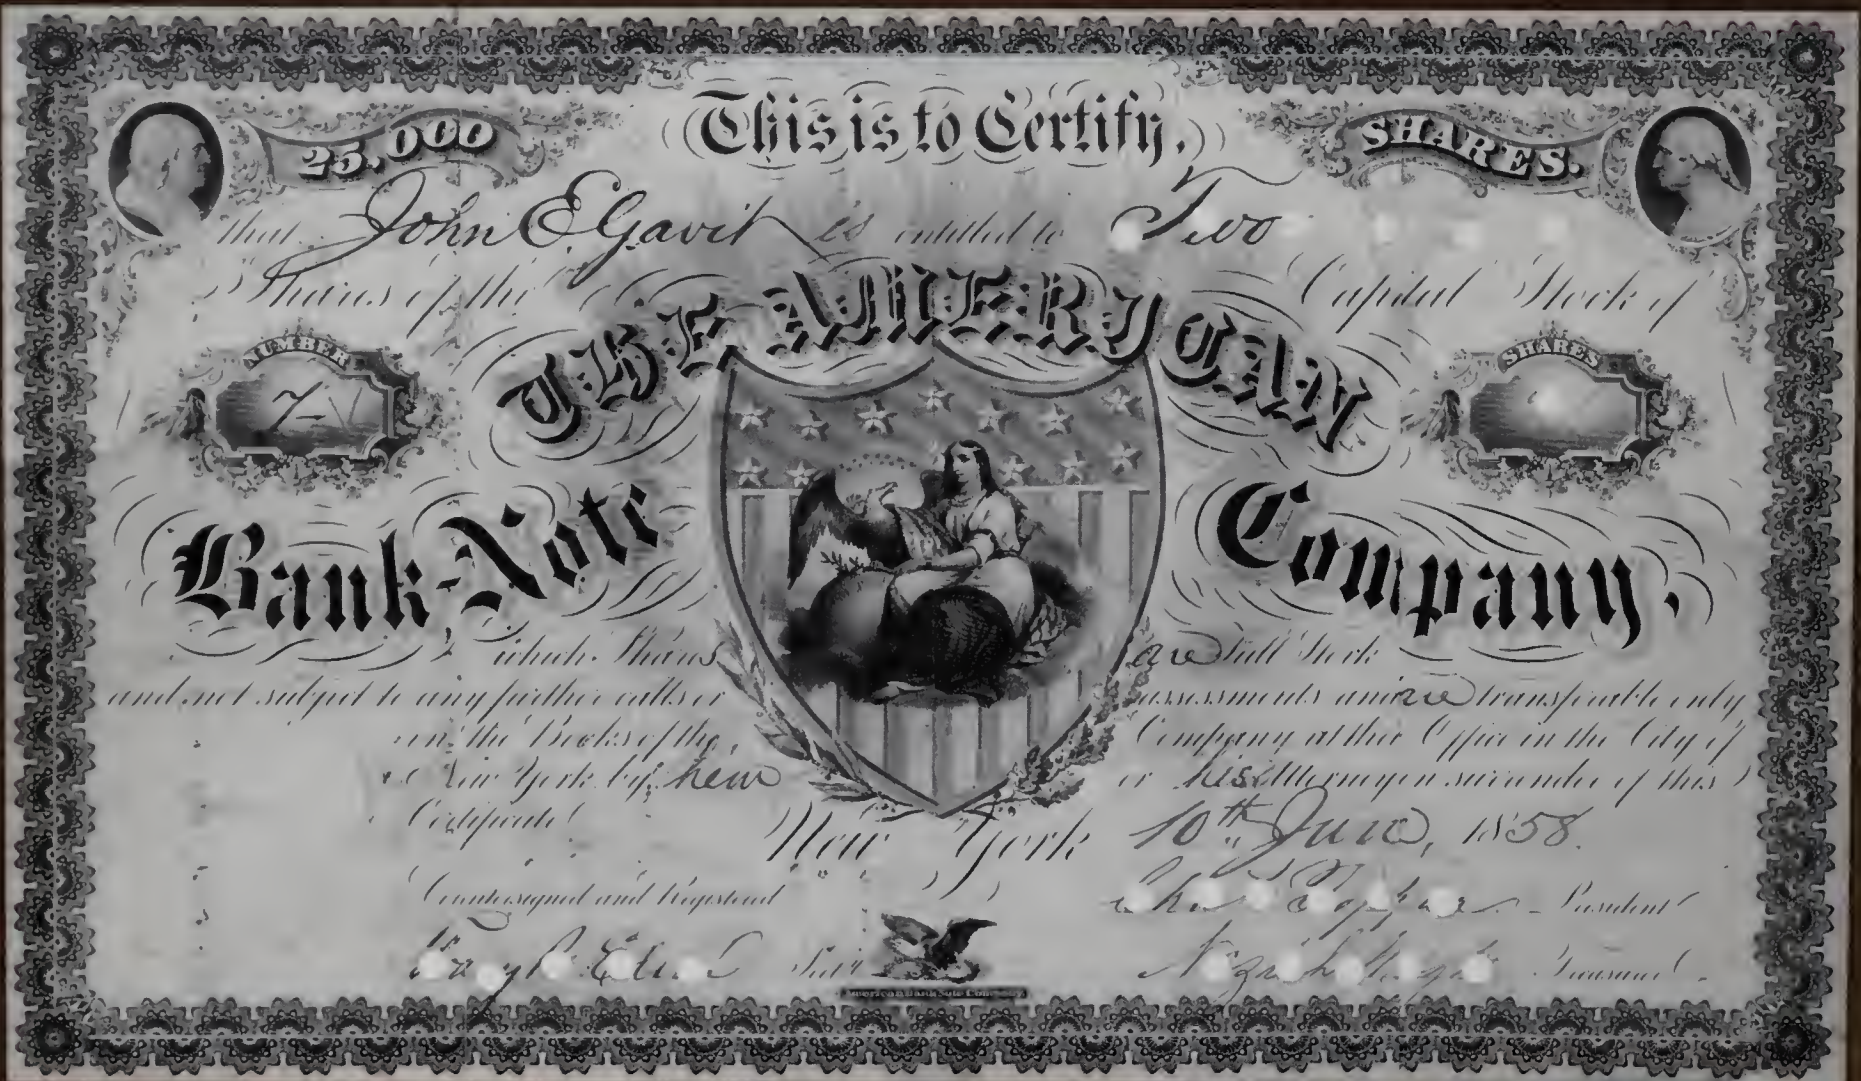 25.000
This is to Certify,
SHARES.
that John E Gavit is entitled to Two
Shares of the Capital Stock of
NUMBER
SHARES
THE AMERICAN
Bank-Note Company.
which Shares are full Stock
and not subject to any further calls or assessments and are transferable only
on the Books of the Company at their Office in the City of
New York by him or his Attorney on surrender of this
Certificate
New York 10th June, 1858.
Countersigned and Registered
President
Treasurer
American Bank Note Company.